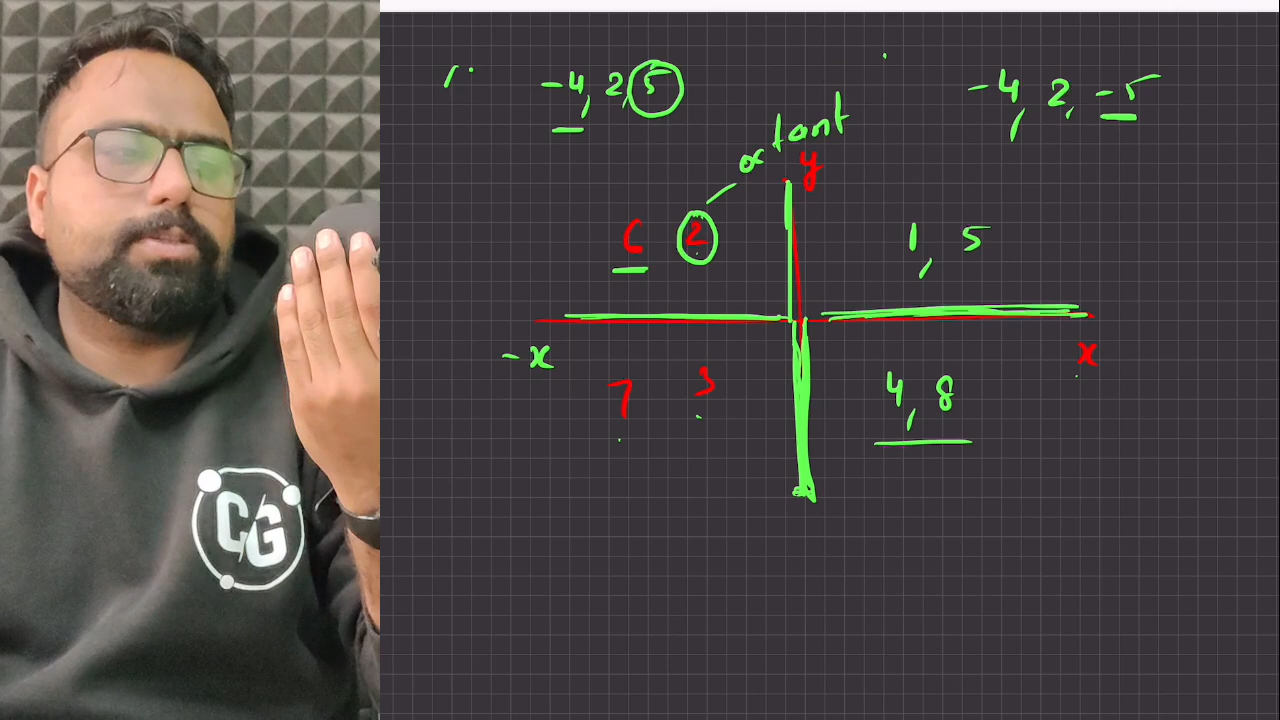 -4, 2, 5
-4, 2, -5
octant
y
6 2
1, 5
-x
x
7 3
4, 8
CG